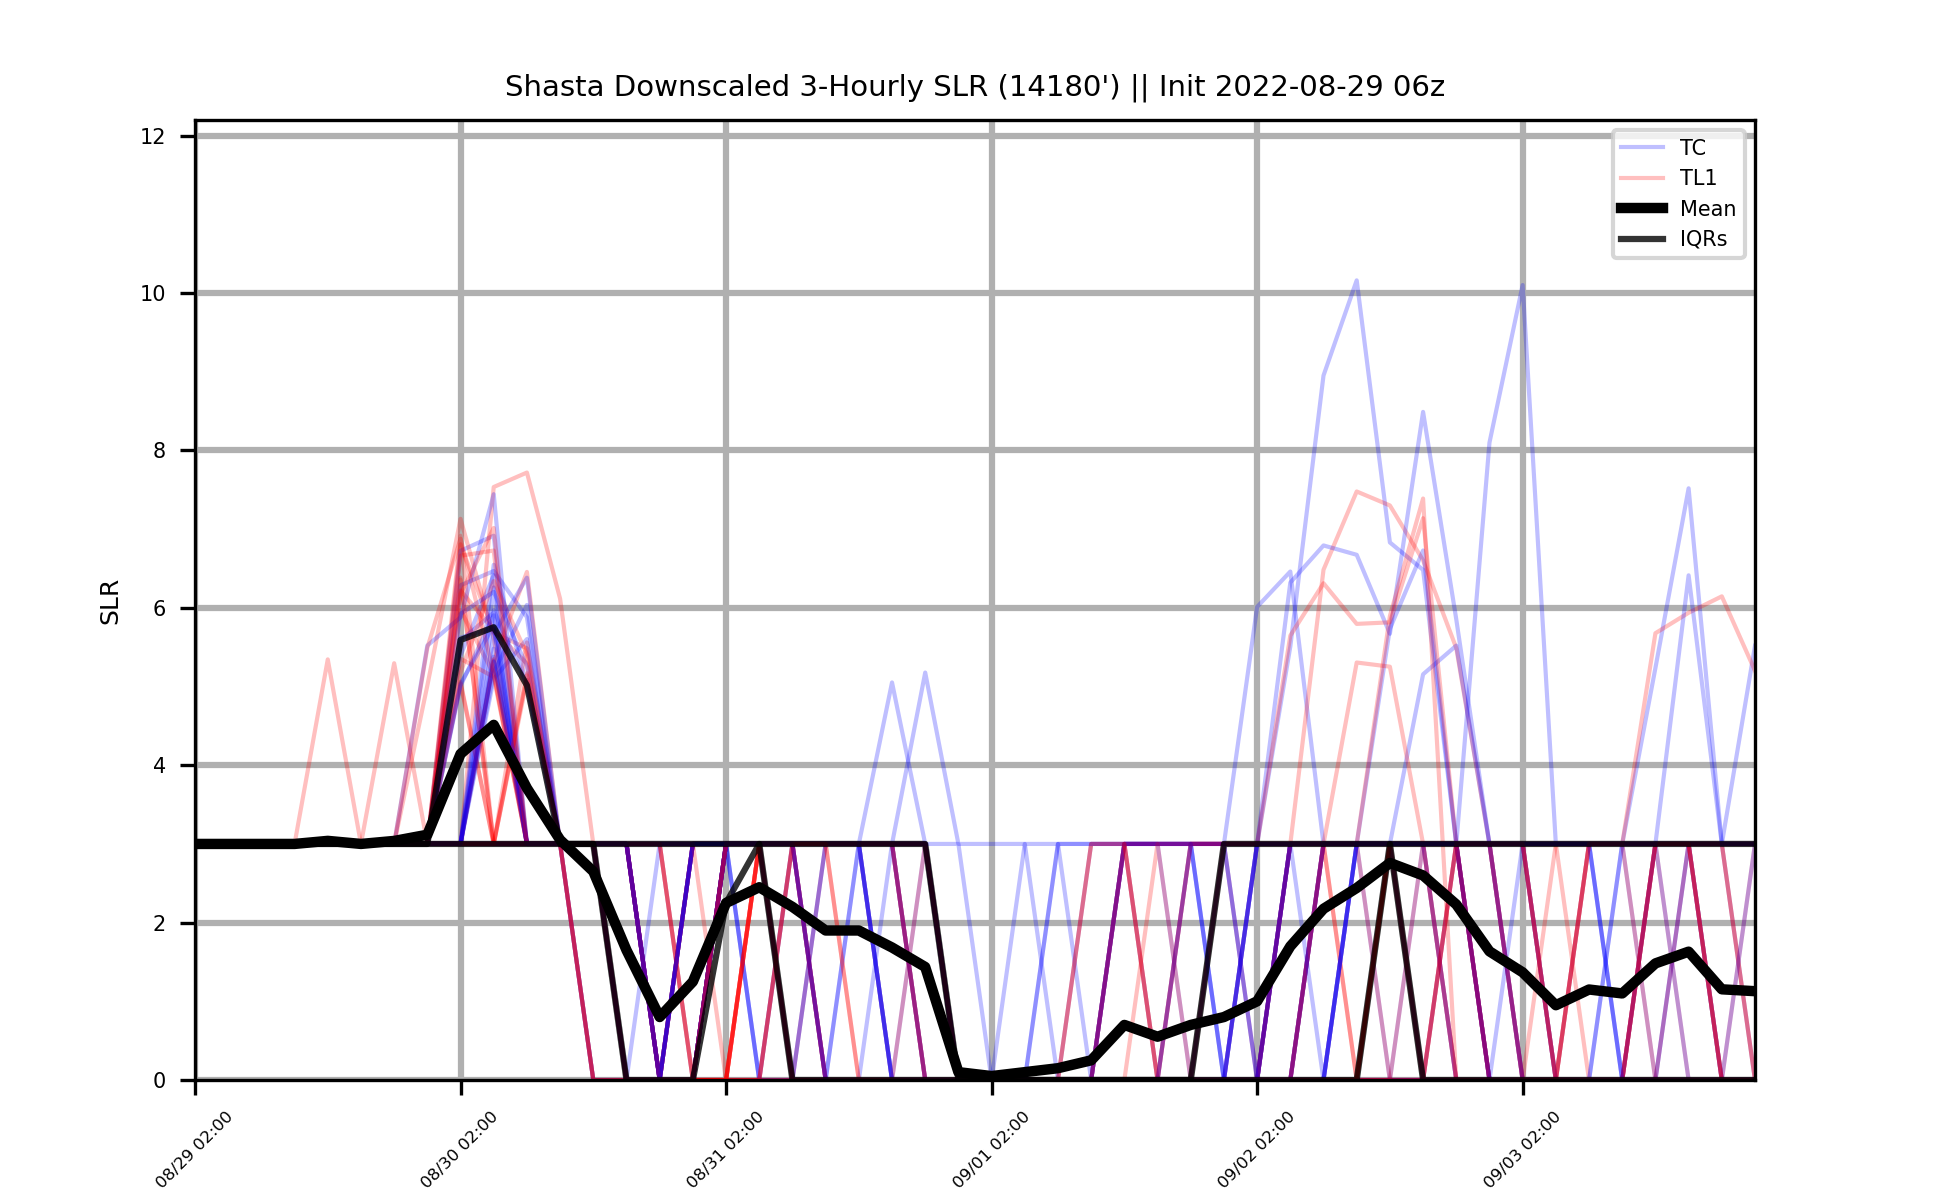 Shasta Downscaled 3-Hourly SLR (14180') || Init 2022-08-29 06z
TC
TL1
Mean
IQRs
12
10
8
6
4
2
0
SLR
08/29 02:00
08/30 02:00
08/31 02:00
09/01 02:00
09/02 02:00
09/03 02:00